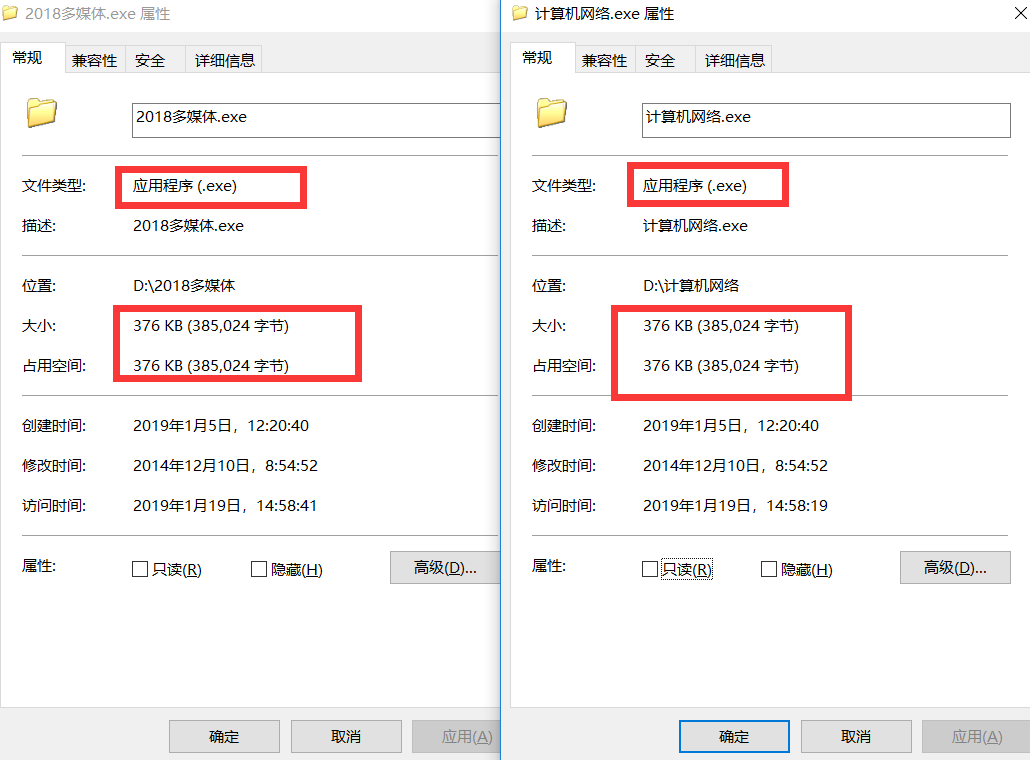 2018多媒体.exe 属性
常规 兼容性 安全 详细信息
2018多媒体.exe
文件类型: 应用程序 (.exe)
描述: 2018多媒体.exe
位置: D:\2018多媒体
大小: 376 KB (385,024 字节)
占用空间: 376 KB (385,024 字节)
创建时间: 2019年1月5日，12:20:40
修改时间: 2014年12月10日，8:54:52
访问时间: 2019年1月19日，14:58:41
属性: 只读(R) 隐藏(H) 高级(D)...
确定 取消 应用(A)
计算机网络.exe 属性
常规 兼容性 安全 详细信息
计算机网络.exe
文件类型: 应用程序 (.exe)
描述: 计算机网络.exe
位置: D:\计算机网络
大小: 376 KB (385,024 字节)
占用空间: 376 KB (385,024 字节)
创建时间: 2019年1月5日，12:20:40
修改时间: 2014年12月10日，8:54:52
访问时间: 2019年1月19日，14:58:19
属性: 只读(R) 隐藏(H) 高级(D)...
确定 取消 应用(A)